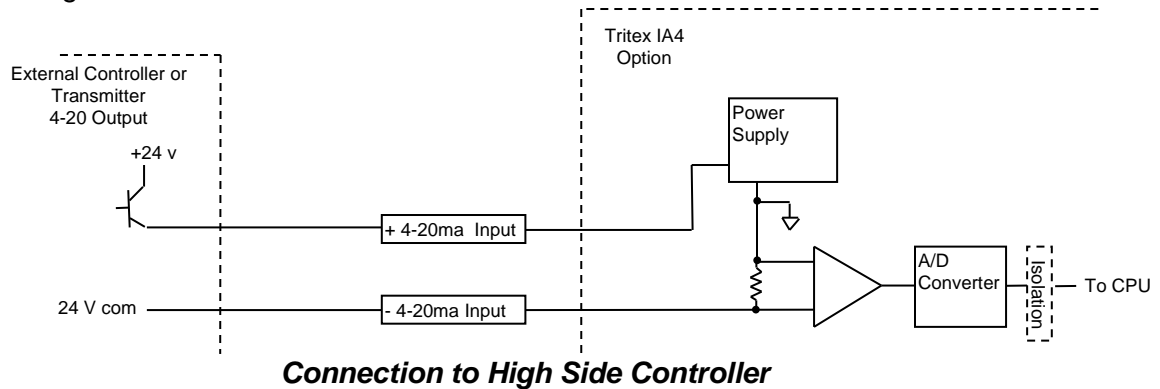 Tritex IA4
Option
External Controller or
Transmitter
4-20 Output
+24 v
Power
Supply
+ 4-20ma  Input
A/D
Converter
Isolation
To CPU
24 V com
- 4-20ma Input
Connection to High Side Controller